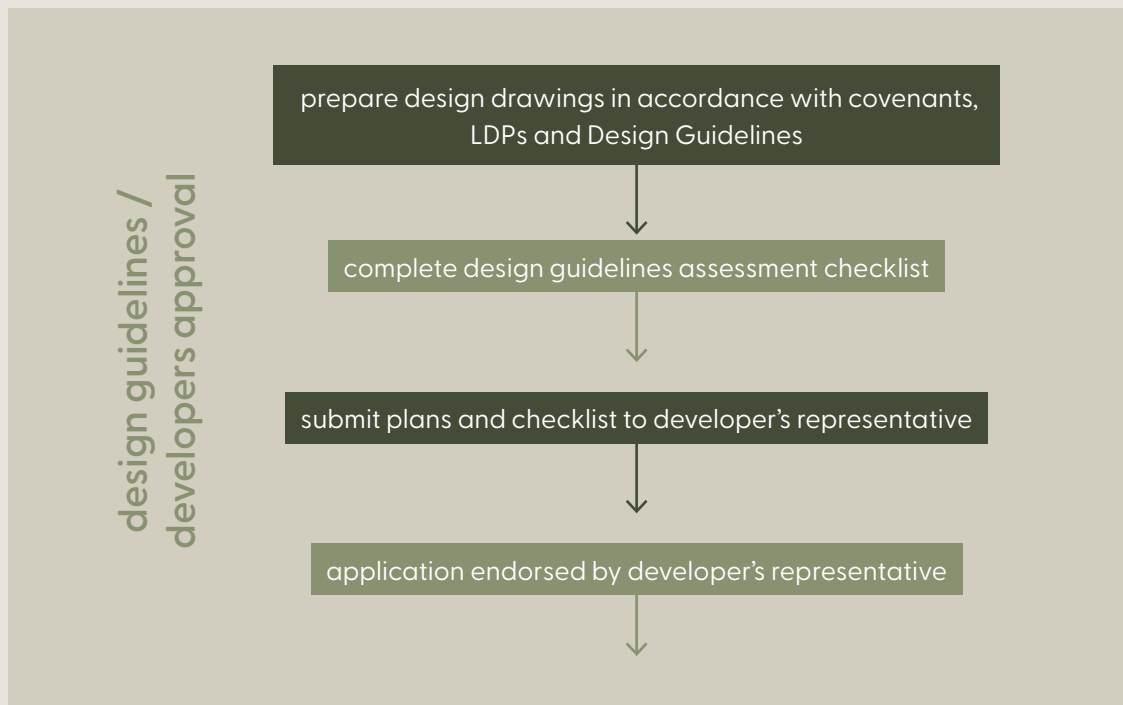 design guidelines /
developers approval
prepare design drawings in accordance with covenants,
LDPs and Design Guidelines
complete design guidelines assessment checklist
submit plans and checklist to developer’s representative
application endorsed by developer’s representative